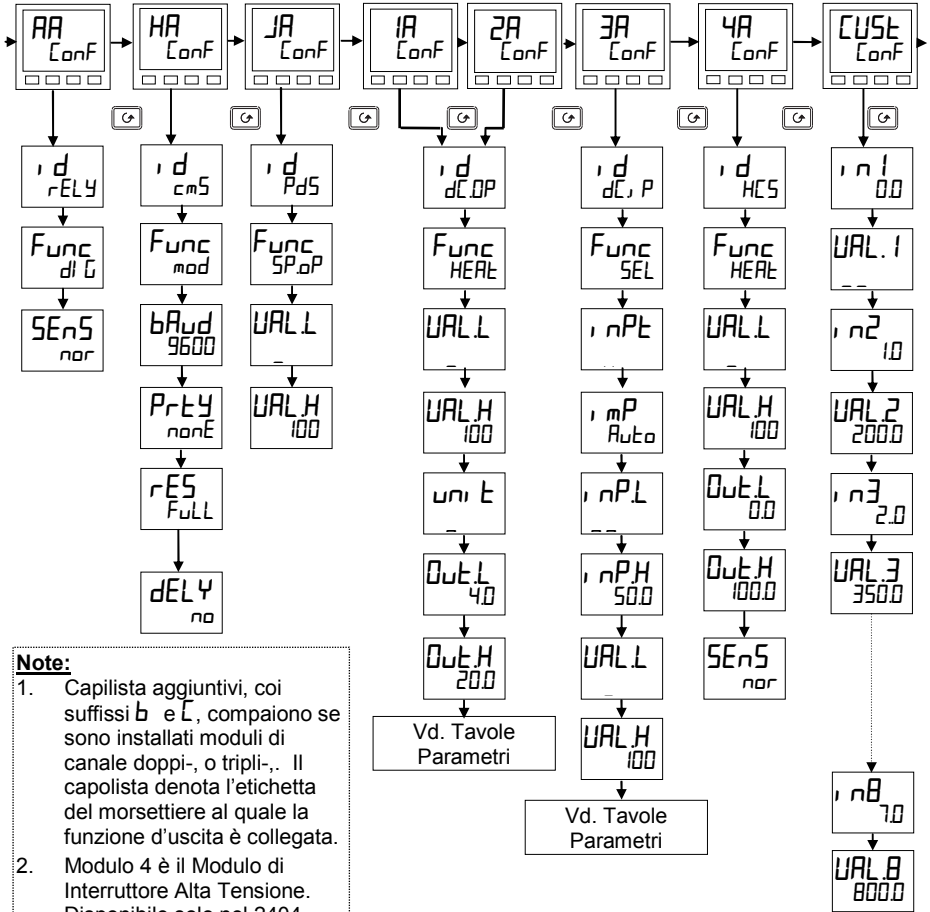 AA
ConF
HA
ConF
JA
ConF
1A
ConF
2A
ConF
3A
ConF
4A
ConF
CUSt
ConF
id
rELY
Func
diG
SEnS
nor
id
cmS
Func
mod
bAud
9600
PrtY
nonE
rES
FuLL
dELY
no
id
PdS
Func
SP.oP
VAL.L
VAL.H
100
id
dC.OP
Func
HEAt
VAL.L
VAL.H
100
unit
Out.L
4.0
Out.H
20.0
Vd. Tavole
Parametri
id
dC.iP
Func
SEL
inPt
imP
Auto
inP.L
inP.H
50.0
VAL.L
VAL.H
100
Vd. Tavole
Parametri
id
HCS
Func
HEAt
VAL.L
VAL.H
100
Out.L
0.0
Out.H
100.0
SEnS
nor
in1
0.0
VAL.1
in2
1.0
VAL.2
200.0
in3
2.0
VAL.3
350.0
in8
7.0
VAL.8
800.0
Note:
1. Capilista aggiuntivi, coi
suffissi b e C, compaiono se
sono installati moduli di
canale doppi-, o tripli-,. Il
capolista denota l'etichetta
del morsettiere al quale la
funzione d'uscita è collegata.
2. Modulo 4 è il Modulo di
Interruttore Alta Tensione.